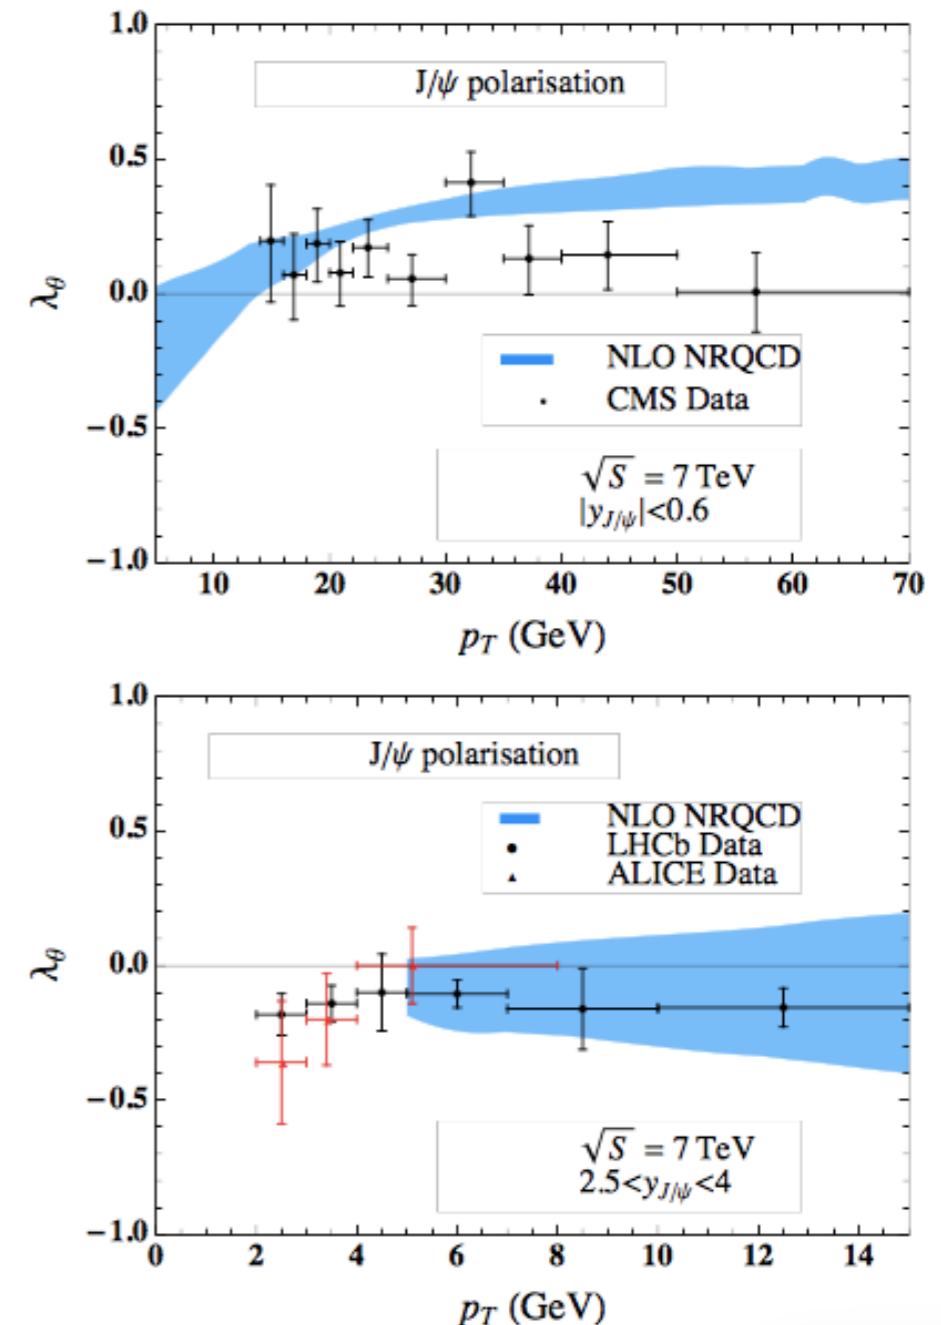 1.0
J/ψ polarisation
0.5
λθ
0.0
NLO NRQCD
CMS Data
−0.5
√S = 7 TeV
|yJ/ψ|<0.6
−1.0
10 20 30 40 50 60 70
pT (GeV)
1.0
J/ψ polarisation
NLO NRQCD
0.5
LHCb Data
ALICE Data
λθ
0.0
−0.5
√S = 7 TeV
2.5<yJ/ψ<4
−1.0
0 2 4 6 8 10 12 14
pT (GeV)